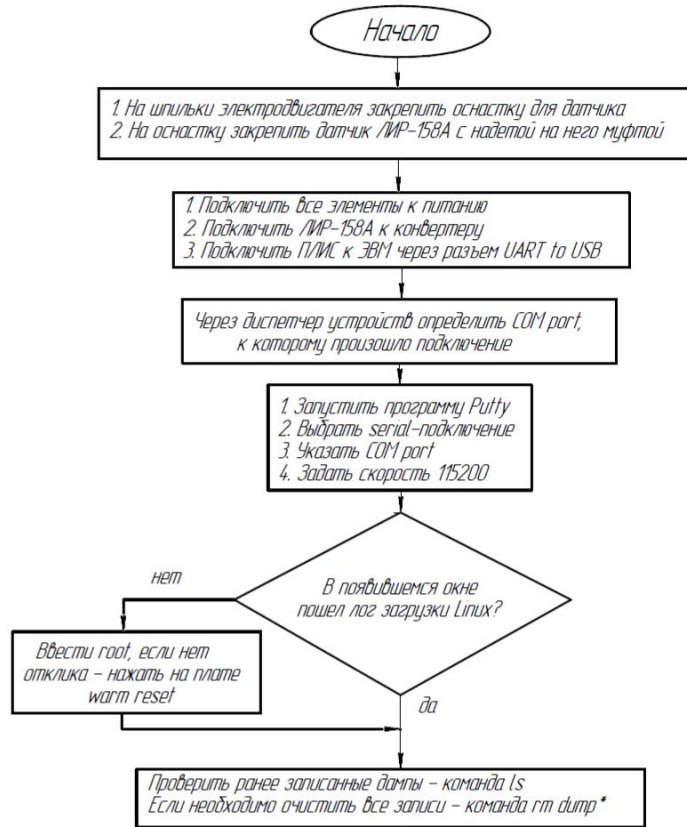 Начало
1. На шпильки электродвигателя закрепить оснастку для датчика
2. На оснастку закрепить датчик ЛИР-158А с надетой на него муфтой
1. Подключить все элементы к питанию
2. Подключить ЛИР-158А к конвертеру
3. Подключить ПЛИС к ЭВМ через разъем UART to USB
Через диспетчер устройств определить COM port,
к которому произошло подключение
1. Запустить программу Putty
2. Выбрать serial-подключение
3. Указать COM port
4. Задать скорость 115200
В появившемся окне
пошел лог загрузки Linux?
нет
Ввести root, если нет
отклика – нажать на плате
warm reset
да
Проверить ранее записанные дампы – команда ls
Если необходимо очистить все записи – команда rm dump*